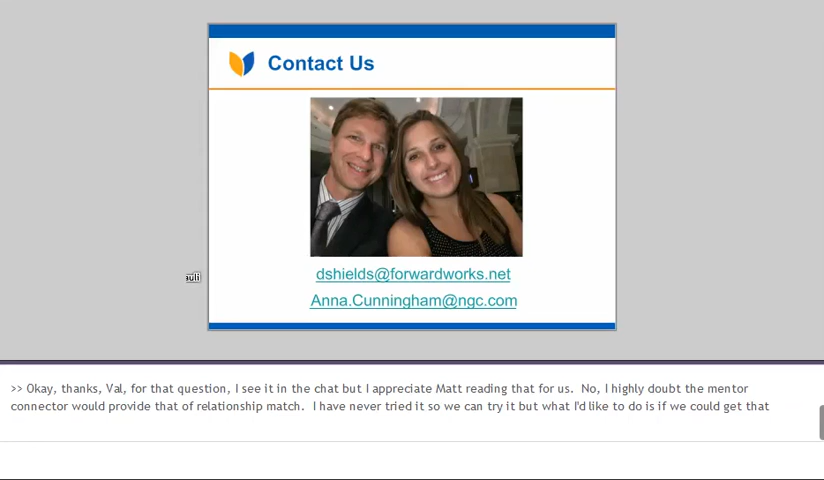 Contact Us
dshields@forwardworks.net
auli
Anna.Cunningham@ngc.com
>> Okay, thanks, Val, for that question, I see it in the chat but I appreciate Matt reading that for us.  No, I highly doubt the mentor
connector would provide that of relationship match.  I have never tried it so we can try it but what I'd like to do is if we could get that